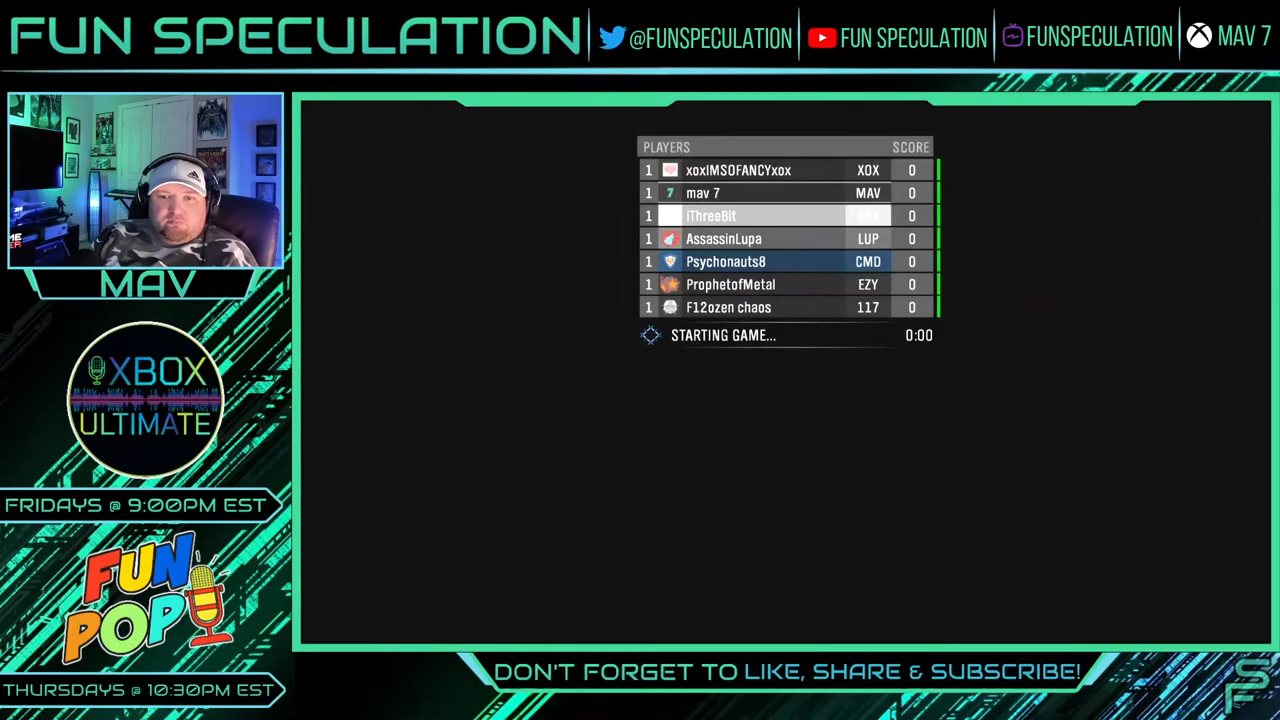 FUN SPECULATION
@FUNSPECULATION
FUN SPECULATION
FUNSPECULATION
MAV 7
MAV
XBOX
ULTIMATE
FRIDAYS @ 9:00PM EST
FUN
POP
THURSDAYS @ 10:30PM EST
PLAYERS SCORE
1 xoxIMSOFANCYxox XOX 0
1 7 mav 7 MAV 0
1 iThreeBit 0
1 AssassinLupa LUP 0
1 Psychonauts8 CMD 0
1 ProphetofMetal EZY 0
1 F12ozen chaos 117 0
STARTING GAME... 0:00
DON'T FORGET TO LIKE, SHARE & SUBSCRIBE!
SF